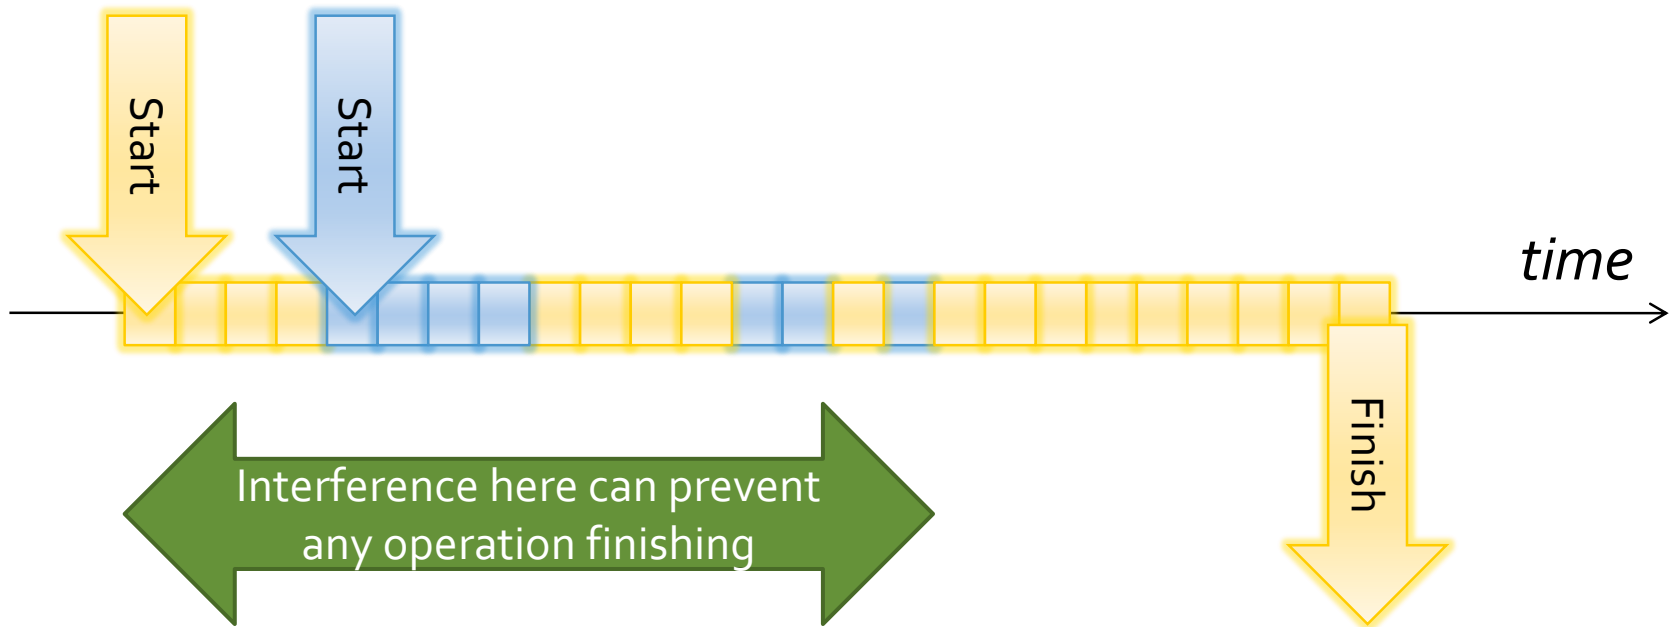 Start
Start
time
Interference here can prevent
any operation finishing
Finish